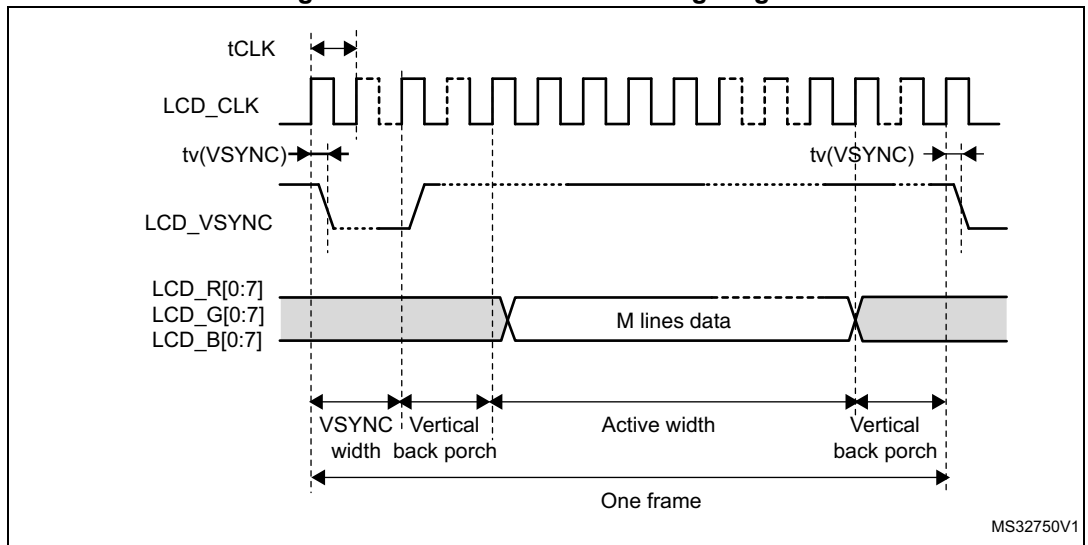 tCLK
LCD_CLK
tv(VSYNC) tv(VSYNC)
LCD_VSYNC
LCD_R[0:7]
LCD_G[0:7]
LCD_B[0:7]
M lines data
VSYNC width
Vertical back porch
Active width
Vertical back porch
One frame
MS32750V1